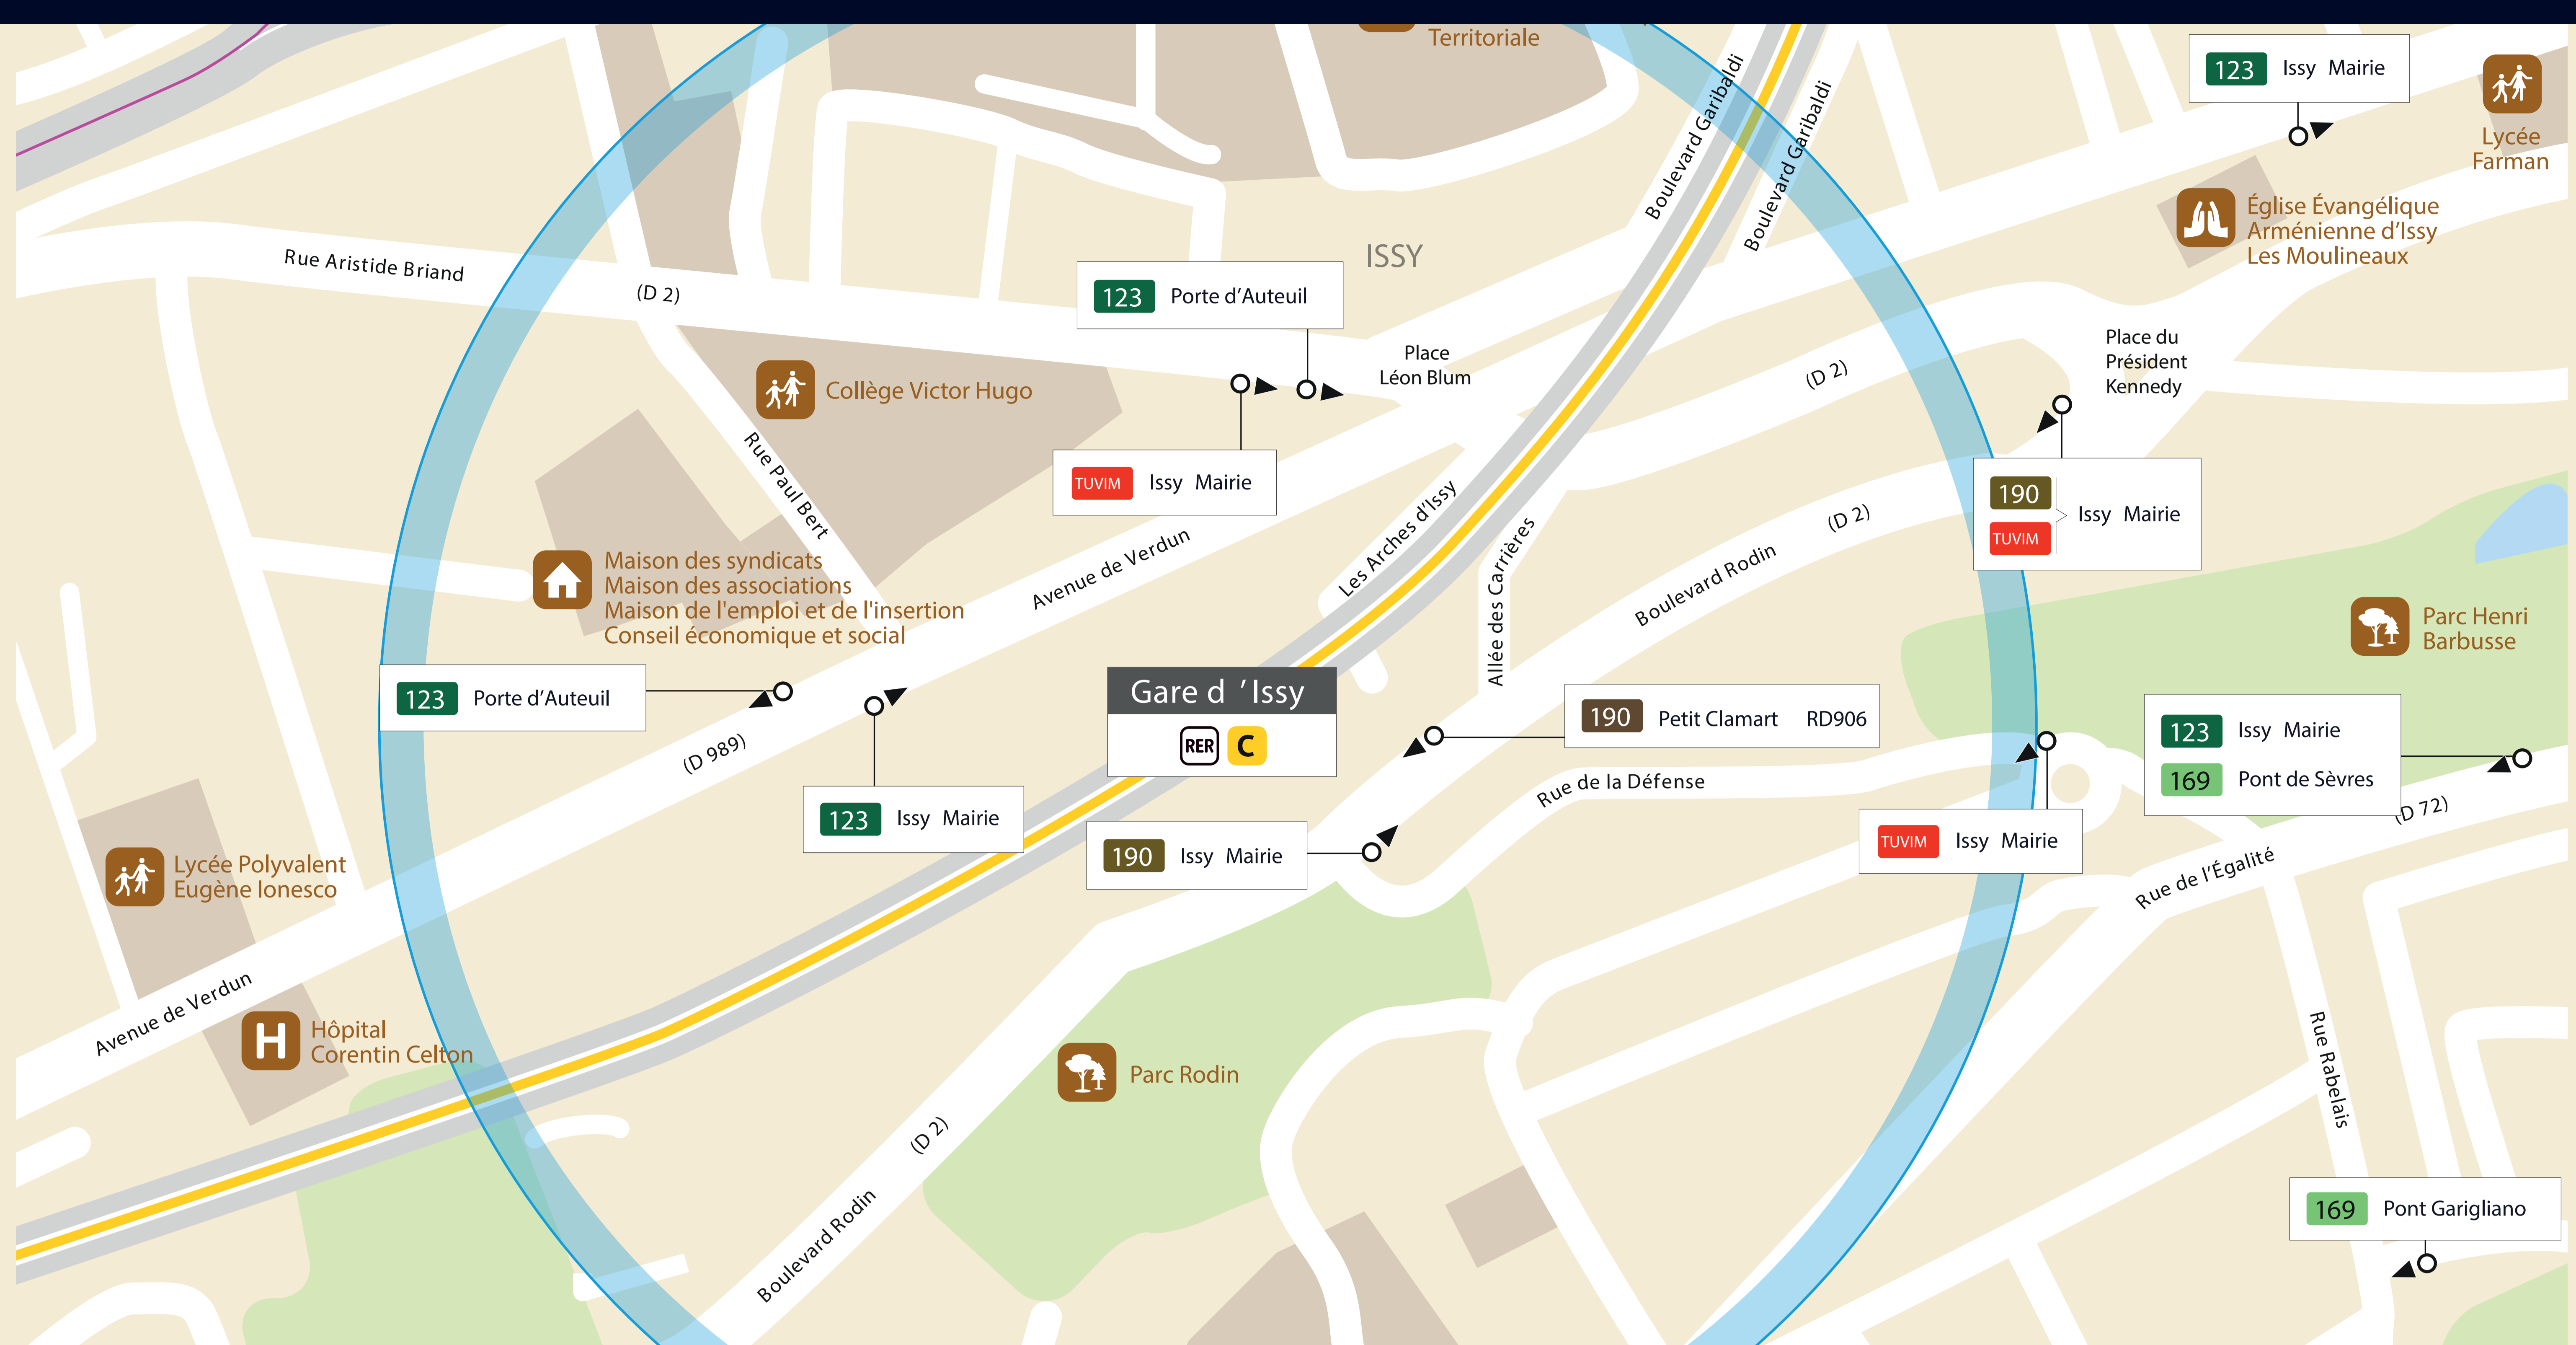 Territoriale
Boulevard Garibaldi
Boulevard Garibaldi
123 Issy Mairie
Lycée
Farman
Église Évangélique
Arménienne d'Issy
Les Moulineaux
Rue Aristide Briand
(D 2)
ISSY
123 Porte d'Auteuil
Place
Léon Blum
Place du
Président
Kennedy
(D 2)
Collège Victor Hugo
Rue Paul Bert
TUVIM Issy Mairie
190
TUVIM
Issy Mairie
Les Arches d'Issy
Allée des Carrières
Boulevard Rodin
(D 2)
Avenue de Verdun
Maison des syndicats
Maison des associations
Maison de l'emploi et de l'insertion
Conseil économique et social
Parc Henri
Barbusse
123 Porte d'Auteuil
(D 989)
Gare d 'Issy
RER C
190 Petit Clamart RD906
123 Issy Mairie
169 Pont de Sèvres
(D 72)
Rue de la Défense
123 Issy Mairie
190 Issy Mairie
TUVIM Issy Mairie
Rue de l'Égalité
Lycée Polyvalent
Eugène Ionesco
Avenue de Verdun
Hôpital
H
Corentin Celton
Parc Rodin
Rue Rabelais
(D 2)
Boulevard Rodin
169 Pont Garigliano